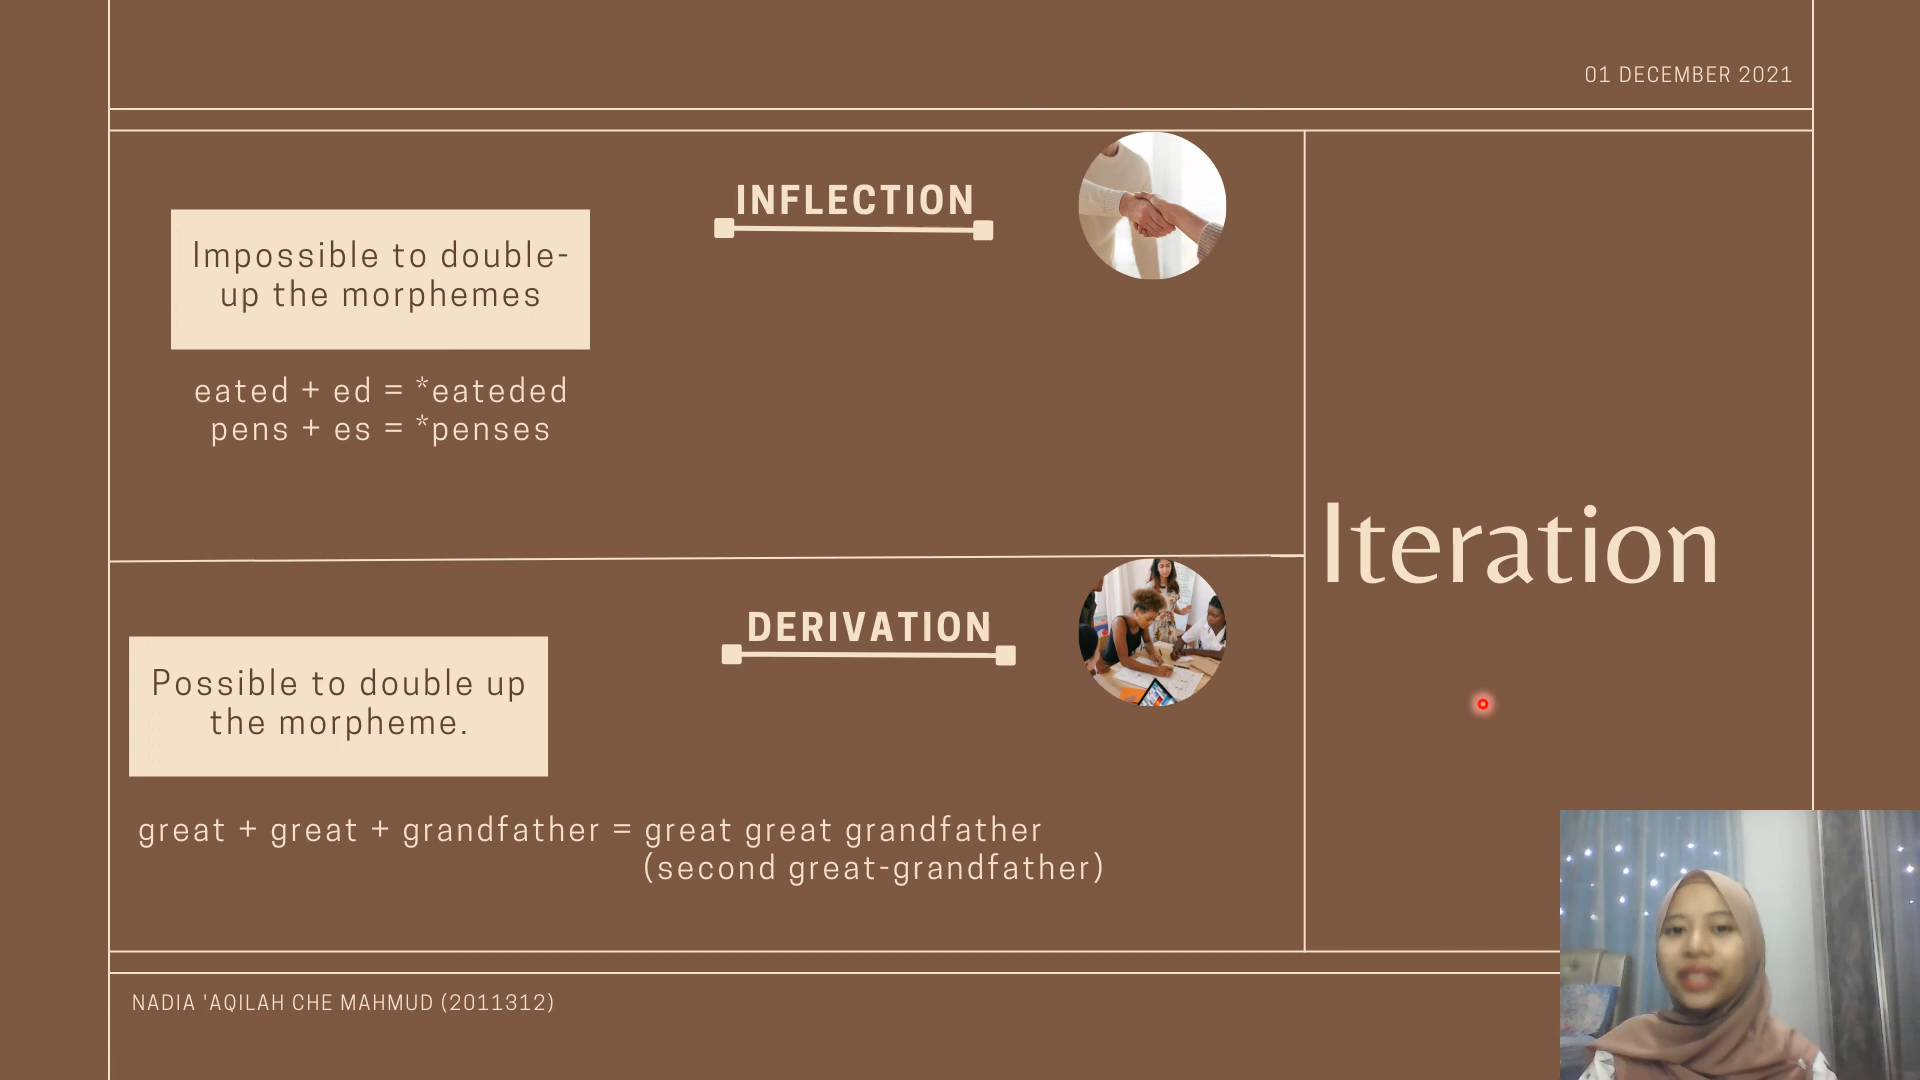 01 DECEMBER 2021
INFLECTION
Impossible to double-
up the morphemes
eated + ed = *eateded
pens + es = *penses
Iteration
DERIVATION
Possible to double up
the morpheme.
great + great + grandfather = great great grandfather
(second great-grandfather)
NADIA 'AQILAH CHE MAHMUD (2011312)